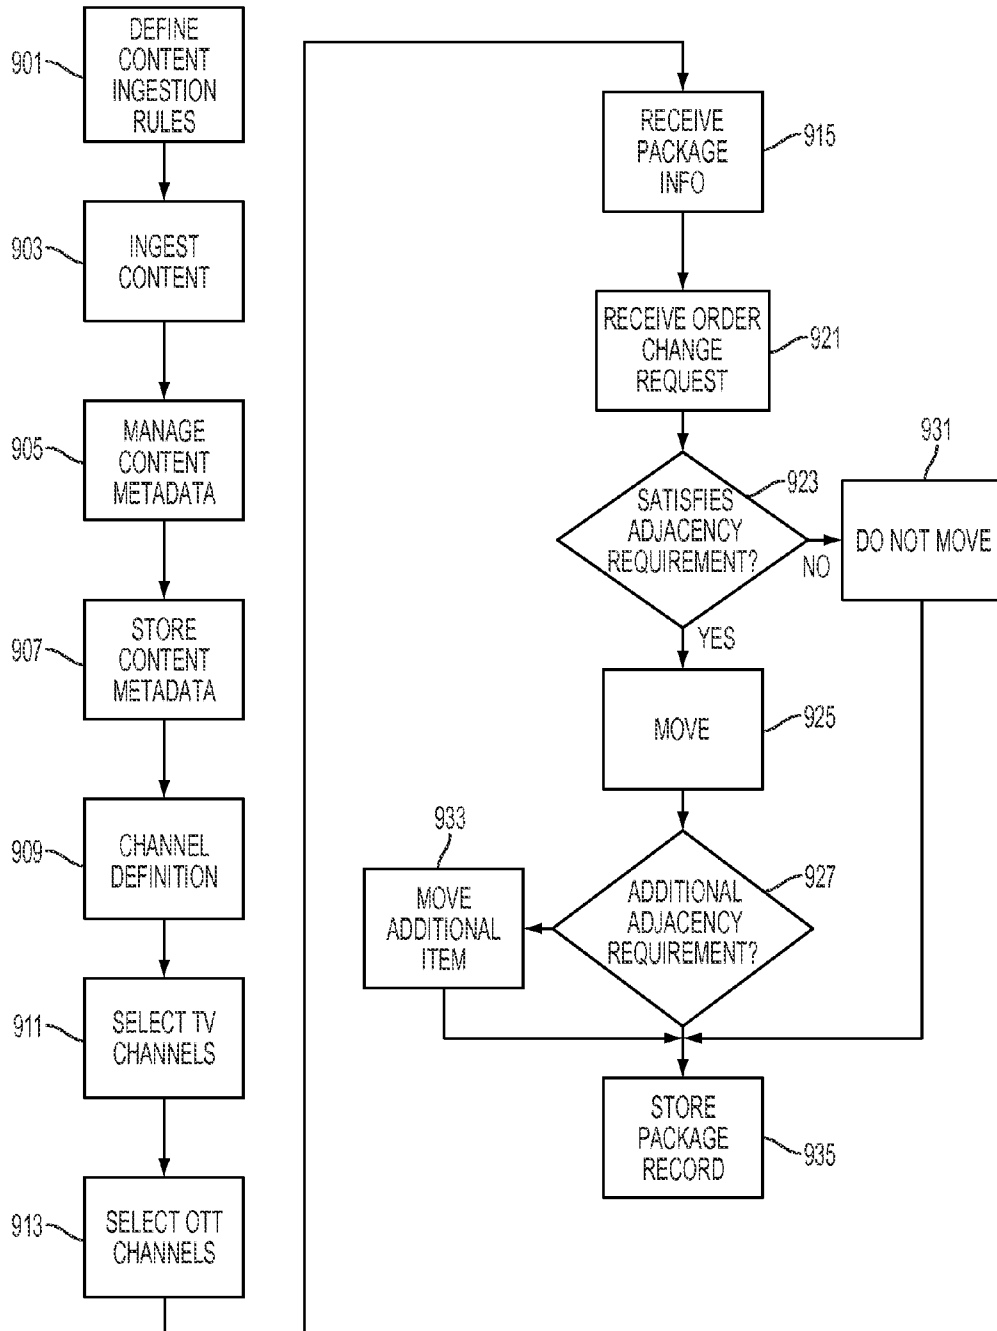 901
DEFINE
CONTENT
INGESTION
RULES
903
INGEST
CONTENT
905
MANAGE
CONTENT
METADATA
907
STORE
CONTENT
METADATA
909
CHANNEL
DEFINITION
911
SELECT TV
CHANNELS
913
SELECT OTT
CHANNELS
RECEIVE
PACKAGE
INFO
915
RECEIVE ORDER
CHANGE
REQUEST
921
SATISFIES
ADJACENCY
REQUIREMENT?
923
NO
931
DO NOT MOVE
YES
MOVE
925
933
MOVE
ADDITIONAL
ITEM
ADDITIONAL
ADJACENCY
REQUIREMENT?
927
STORE
PACKAGE
RECORD
935